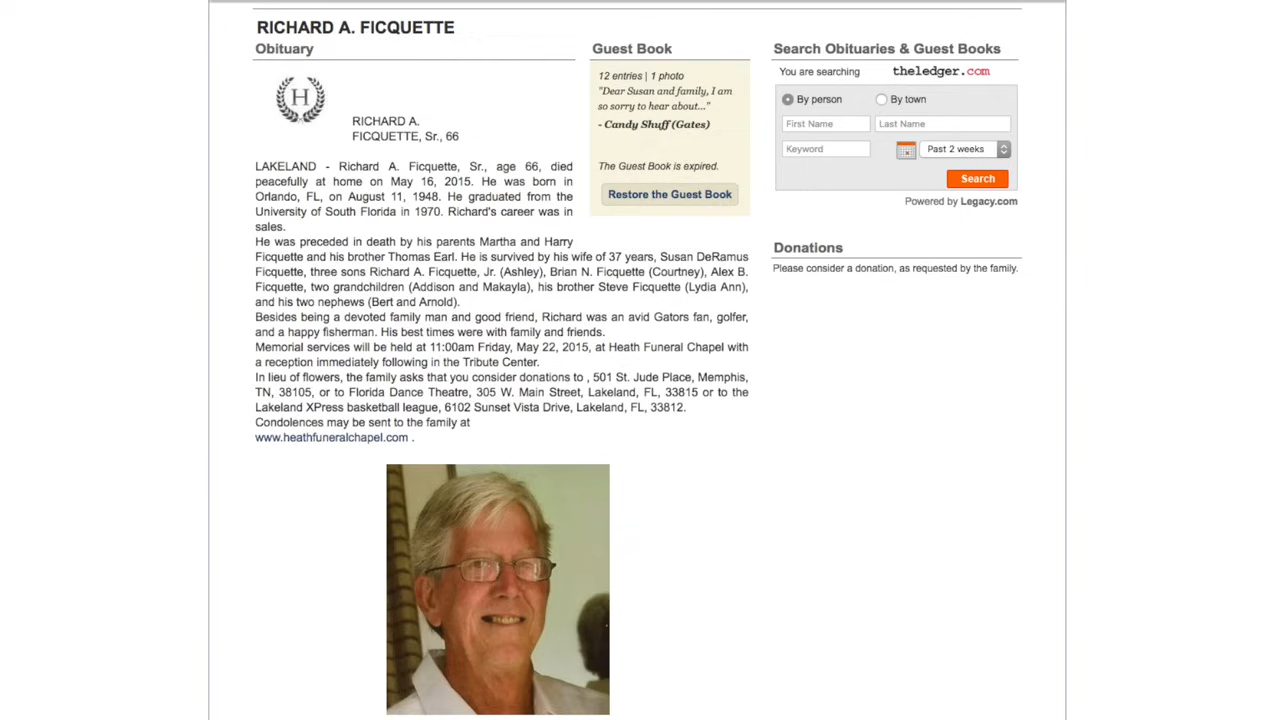 RICHARD A. FICQUETTE
Obituary
H
RICHARD A.
FICQUETTE, Sr., 66
LAKELAND - Richard A. Ficquette, Sr., age 66, died
peacefully at home on May 16, 2015. He was born in
Orlando, FL, on August 11, 1948. He graduated from the
University of South Florida in 1970. Richard's career was in
sales.
He was preceded in death by his parents Martha and Harry
Ficquette and his brother Thomas Earl. He is survived by his wife of 37 years, Susan DeRamus
Ficquette, three sons Richard A. Ficquette, Jr. (Ashley), Brian N. Ficquette (Courtney), Alex B.
Ficquette, two grandchildren (Addison and Makayla), his brother Steve Ficquette (Lydia Ann),
and his two nephews (Bert and Arnold).
Besides being a devoted family man and good friend, Richard was an avid Gators fan, golfer,
and a happy fisherman. His best times were with family and friends.
Memorial services will be held at 11:00am Friday, May 22, 2015, at Heath Funeral Chapel with
a reception immediately following in the Tribute Center.
In lieu of flowers, the family asks that you consider donations to , 501 St. Jude Place, Memphis,
TN, 38105, or to Florida Dance Theatre, 305 W. Main Street, Lakeland, FL, 33815 or to the
Lakeland XPress basketball league, 6102 Sunset Vista Drive, Lakeland, FL, 33812.
Condolences may be sent to the family at
www.heathfuneralchapel.com .
Guest Book
12 entries | 1 photo
"Dear Susan and family, I am
so sorry to hear about..."
- Candy Shuff (Gates)
The Guest Book is expired.
Restore the Guest Book
Search Obituaries & Guest Books
You are searching theledger.com
By person By town
First Name Last Name
Keyword Past 2 weeks
Search
Powered by Legacy.com
Donations
Please consider a donation, as requested by the family.